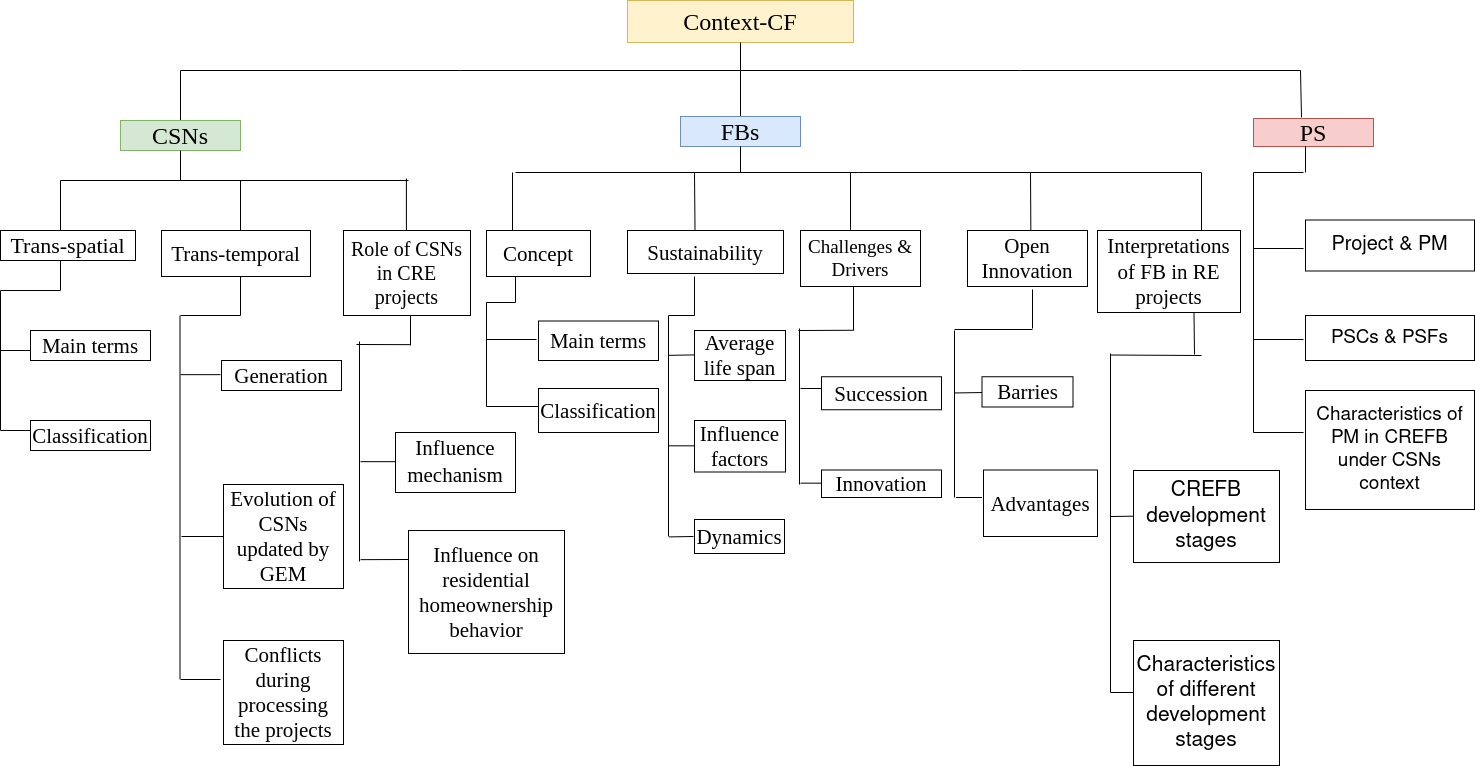 Context-CF
CSNs
FBs
PS
Trans-spatial
Main terms
Classification
Trans-temporal
Generation
Evolution of
CSNs
updated by
GEM
Conflicts
during
processing
the projects
Role of CSNs
in CRE
projects
Influence
mechanism
Influence on
residential
homeownership
behavior
Concept
Main terms
Classification
Sustainability
Average
life span
Influence
factors
Dynamics
Challenges &
Drivers
Succession
Innovation
Open
Innovation
Barries
Advantages
Interpretations
of FB in RE
projects
CREFB
development
stages
Characteristics
of different
development
stages
Project & PM
PSCs & PSFs
Characteristics of
PM in CREFB
under CSNs
context